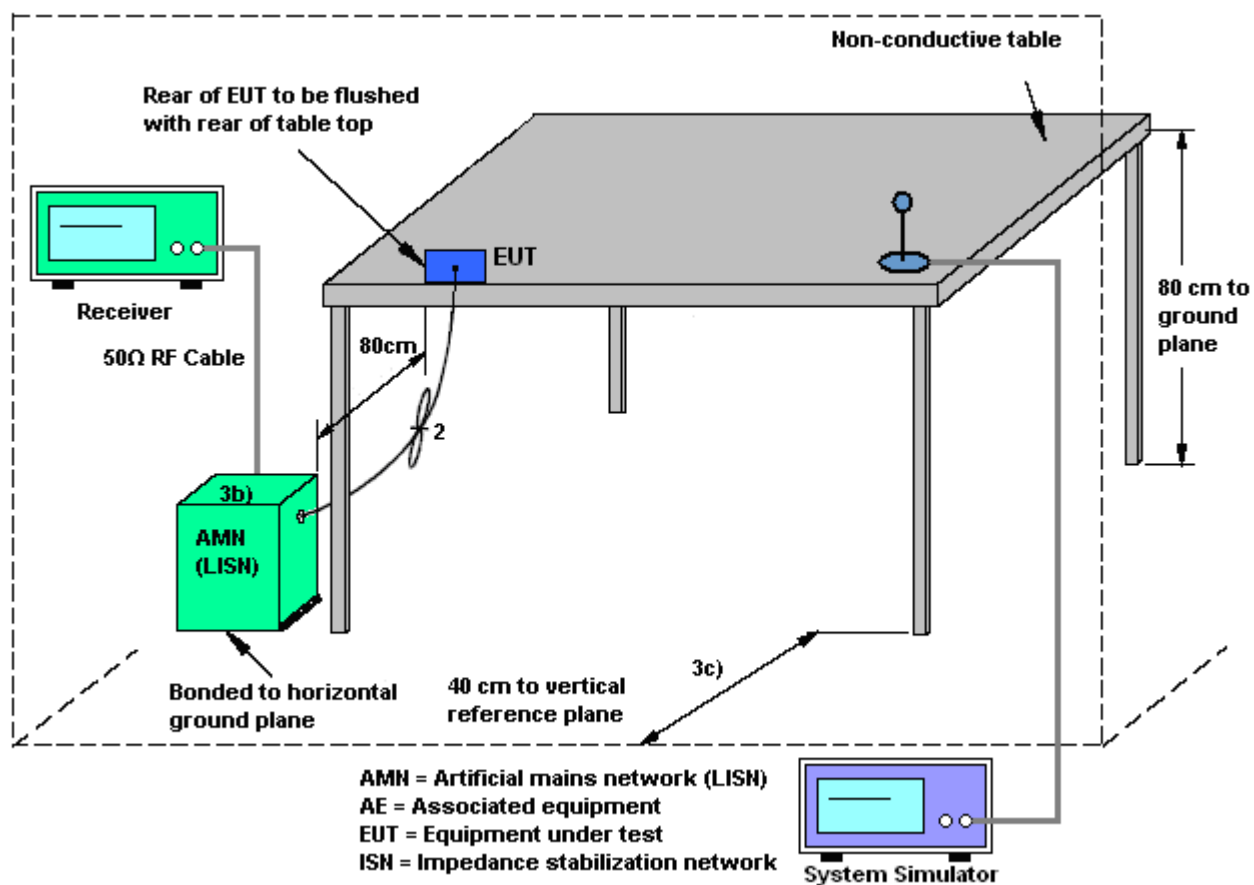 Non-conductive table
Rear of EUT to be flushed
with rear of table top
EUT
Receiver
80cm
80 cm to
ground
plane
50Ω RF Cable
2
3b)
AMN
(LISN)
3c)
Bonded to horizontal
ground plane
40 cm to vertical
reference plane
AMN = Artificial mains network (LISN)
AE = Associated equipment
EUT = Equipment under test
ISN = Impedance stabilization network
System Simulator